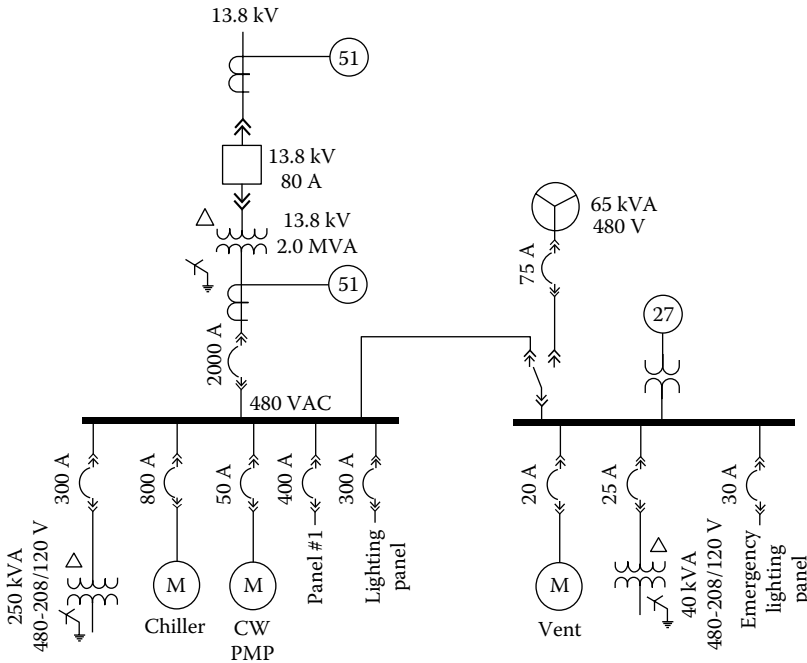 13.8 kV
51
13.8 kV
80 A
13.8 kV
2.0 MVA
51
2000 A
480 VAC
65 kVA
480 V
75 A
27
300 A
800 A
50 A
400 A
300 A
20 A
25 A
30 A
250 kVA
480-208/120 V
M
Chiller
M
CW
PMP
Panel #1
Lighting
panel
M
Vent
40 kVA
480-208/120 V
Emergency
lighting
panel